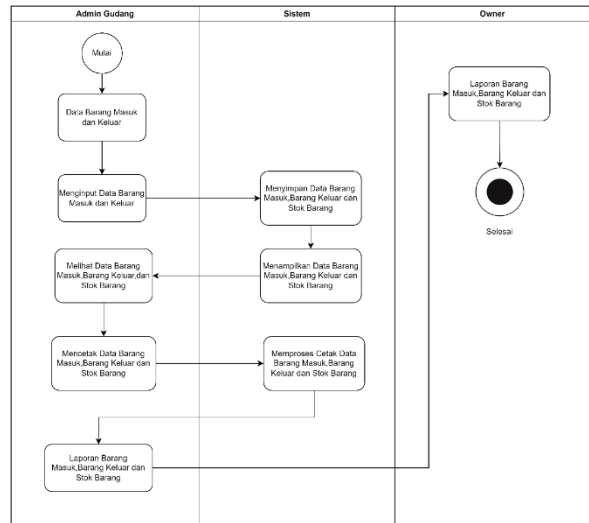 Admin Gudang
Sistem
Owner
Mulai
Data Barang Masuk
dan Keluar
Menginput Data Barang
Masuk dan Keluar
Menyimpan Data Barang
Masuk,Barang Keluar dan
Stok Barang
Menampilkan Data Barang
Masuk,Barang Keluar dan
Stok Barang
Melihat Data Barang
Masuk,Barang Keluar,dan
Stok Barang
Mencetak Data Barang
Masuk,Barang Keluar dan
Stok Barang
Memproses Cetak Data
Barang Masuk,Barang
Keluar dan Stok Barang
Laporan Barang
Masuk,Barang Keluar dan
Stok Barang
Laporan Barang
Masuk,Barang Keluar dan
Stok Barang
Selesai